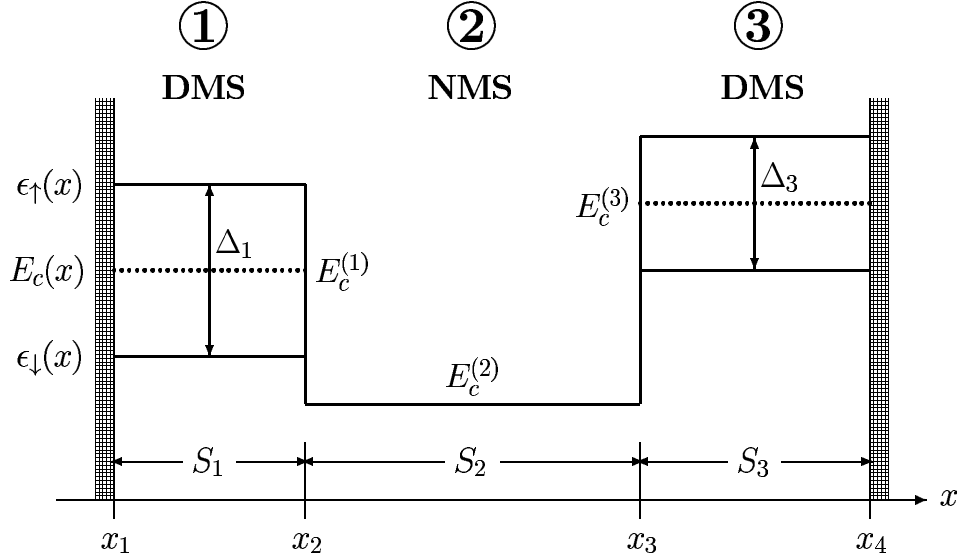 ① ② ③
DMS NMS DMS
ϵ↑(x) Δ₁ E_c^(3) Δ₃
E_c(x) E_c^(1)
ϵ↓(x) E_c^(2)
S₁ S₂ S₃
x
x₁ x₂ x₃ x₄